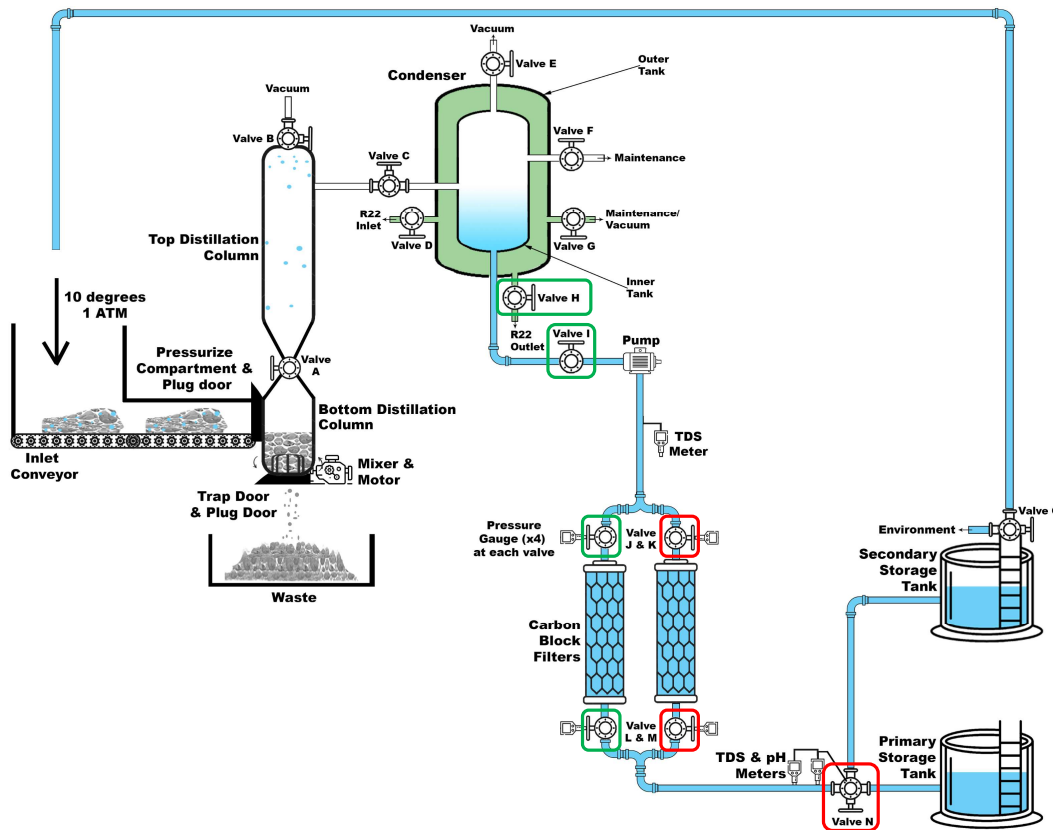 Vacuum
Valve E
Outer
Tank
Condenser
Vacuum
Valve B
Valve C
Valve F
Maintenance
R22
Inlet
Valve D
Maintenance/
Vacuum
Valve G
Top Distillation
Column
Inner
Tank
10 degrees
1 ATM
Valve H
R22
Outlet
Valve I
Pump
Valve
A
Pressurize
Compartment &
Plug door
Bottom Distillation
Column
Inlet
Conveyor
Mixer &
Motor
TDS
Meter
Trap Door
& Plug Door
Waste
Pressure
Gauge (x4)
at each valve
Valve
J & K
Environment
Secondary
Storage
Tank
Carbon
Block
Filters
Valve
L & M
TDS & pH
Meters
Primary
Storage
Tank
Valve N